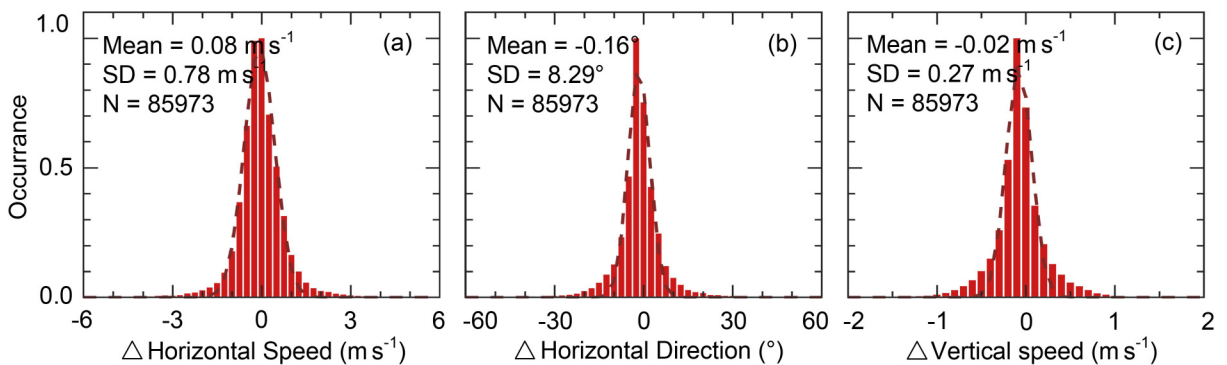 Occurrance
1.0
0.5
0.0
Mean = 0.08 m s⁻¹
SD = 0.78 m s⁻¹
N = 85973
(a)
-6 -3 0 3 6
△ Horizontal Speed (m s⁻¹)
Mean = -0.16°
SD = 8.29°
N = 85973
(b)
-60 -30 0 30 60
△ Horizontal Direction (°)
Mean = -0.02 m s⁻¹
SD = 0.27 m s⁻¹
N = 85973
(c)
-2 -1 0 1 2
△ Vertical speed (m s⁻¹)